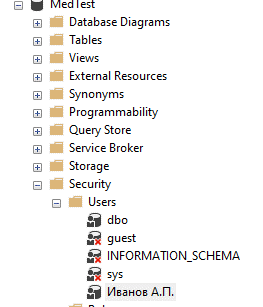 MedTest
Database Diagrams
Tables
Views
External Resources
Synonyms
Programmability
Query Store
Service Broker
Storage
Security
Users
dbo
guest
INFORMATION_SCHEMA
sys
Иванов А.П.